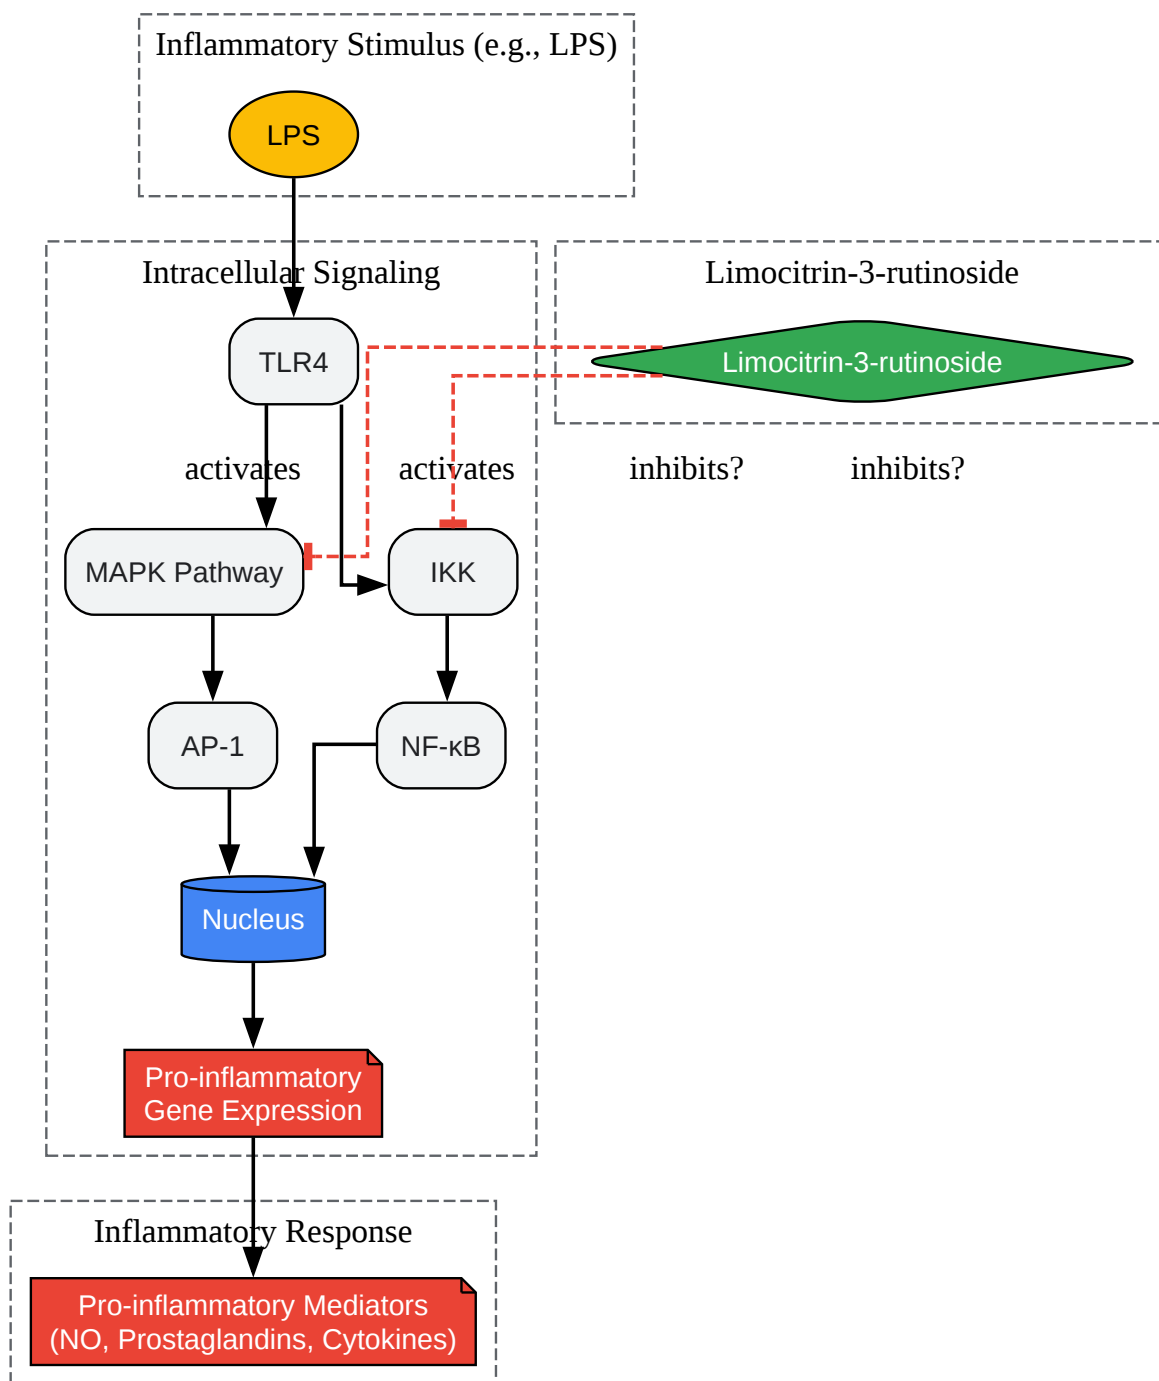 Inflammatory Stimulus (e.g., LPS)
LPS
Intracellular Signaling
Limocitrin-3-rutinoside
TLR4
Limocitrin-3-rutinoside
activates
activates
inhibits?
inhibits?
MAPK Pathway
IKK
AP-1
NF-κB
Nucleus
Pro-inflammatory
Gene Expression
Inflammatory Response
Pro-inflammatory Mediators
(NO, Prostaglandins, Cytokines)